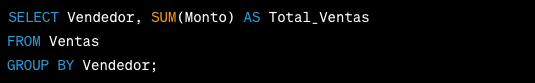 SELECT Vendedor, SUM(Monto) AS Total_Ventas
FROM Ventas
GROUP BY Vendedor;